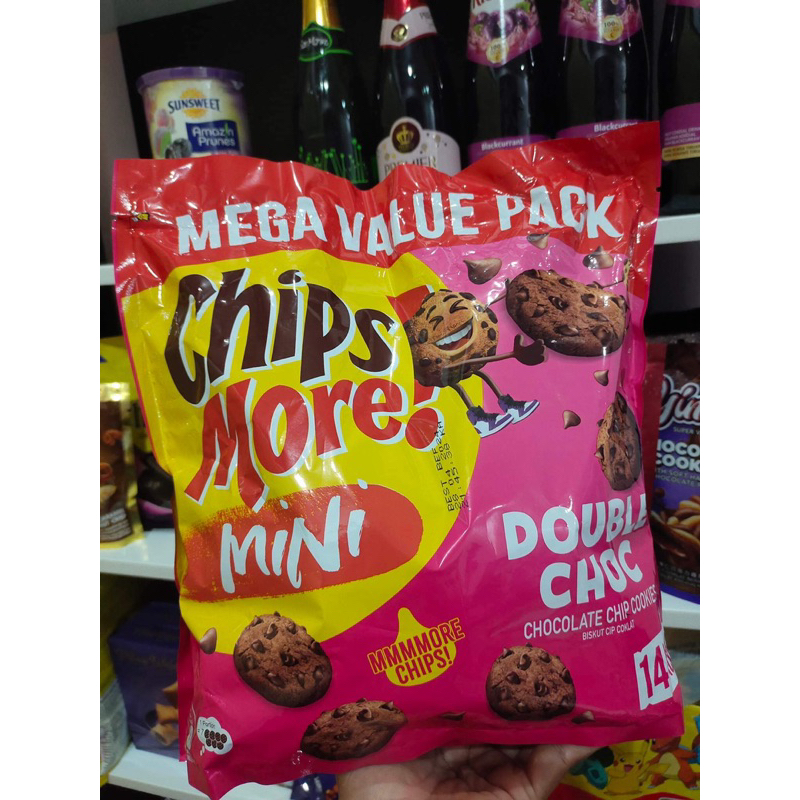 SUNSWEET
Amazin
Prunes
PREMIER
Blackcurrant
Blackcurrant
MEGA VALUE PACK
Chips
More!
MiNi
DOUBLE
CHOC
CHOCOLATE CHIP COOKIES
BISKUT CIP COKLAT
MMMMORE
CHIPS!
14